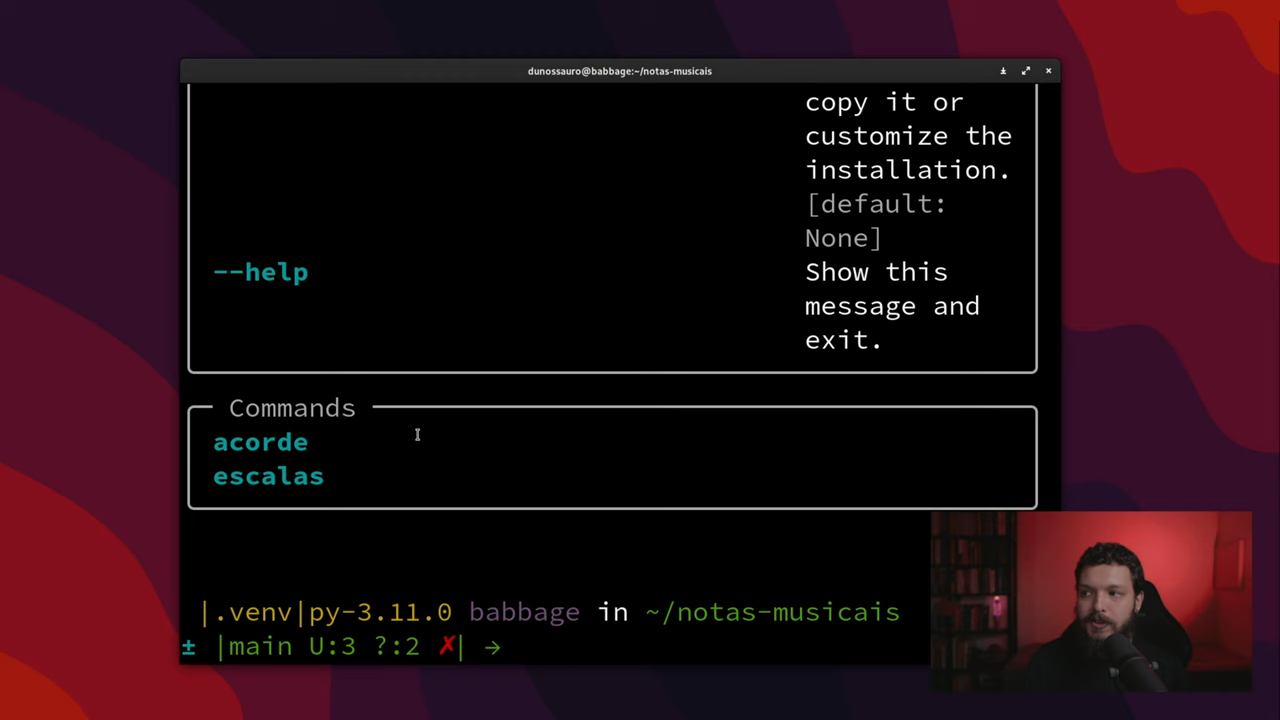 dunossauro@babbage:~/notas-musicais
copy it or
customize the
installation.
[default:
None]
--help Show this
message and
exit.
Commands
acorde
escalas
|.venv|py-3.11.0 babbage in ~/notas-musicais
± |main U:3 ?:2 ✗| →